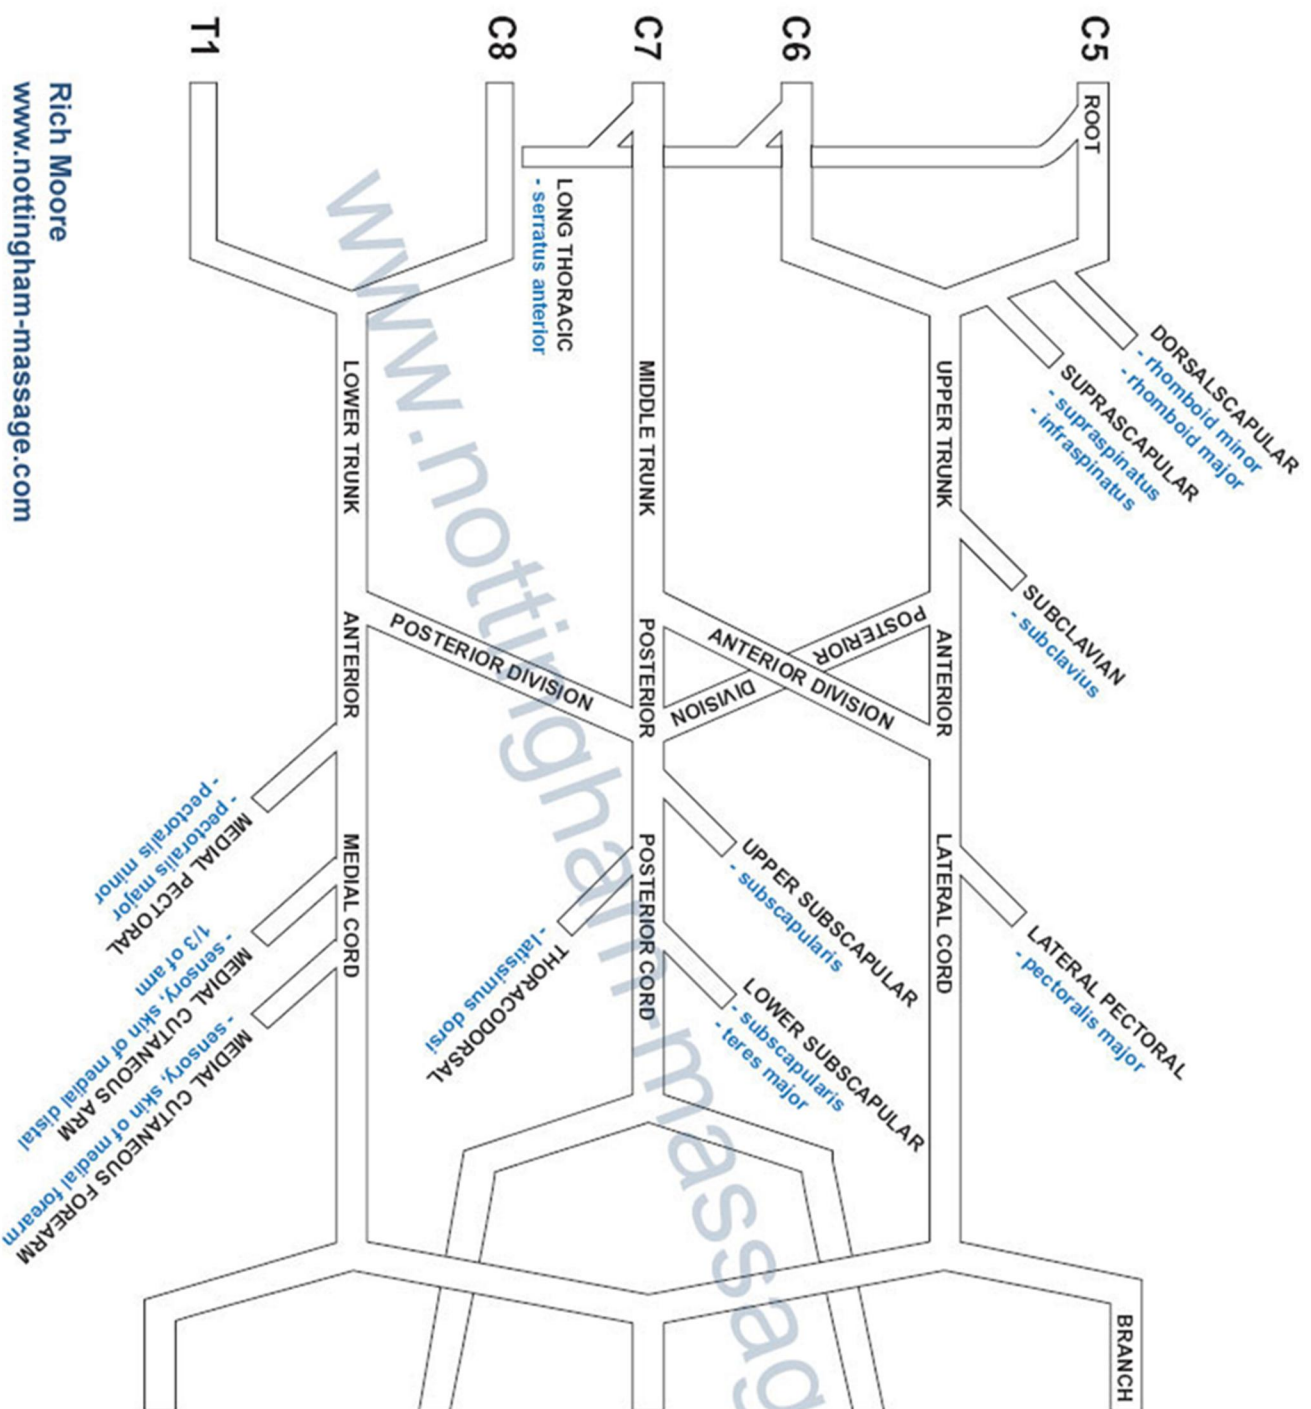 T1
C8
C7
C6
C5
ROOT
Rich Moore
www.nottingham-massage.com
LONG THORACIC
- serratus anterior
DORSALSCAPULAR
- rhomboid minor
- rhomboid major
SUPRASCAPULAR
- supraspinatus
- infraspinatus
LOWER TRUNK
MIDDLE TRUNK
UPPER TRUNK
SUBCLAVIAN
- subclavius
ANTERIOR
POSTERIOR DIVISION
POSTERIOR
ANTERIOR DIVISION
POSTERIOR
DIVISION
ANTERIOR
MEDIAL PECTORAL
- pectoralis major
- pectoralis minor
MEDIAL CORD
POSTERIOR CORD
LATERAL CORD
UPPER SUBSCAPULAR
- subscapularis
LATERAL PECTORAL
- pectoralis major
MEDIAL CUTANEOUS ARM
- sensory, skin of medial distal
1/3 of arm
THORACODORSAL
-latissimus dorsi
LOWER SUBSCAPULAR
- subscapularis
- teres major
MEDIAL CUTANEOUS FOREARM
- sensory, skin of medial forearm
BRANCH
www.nottingham-massag